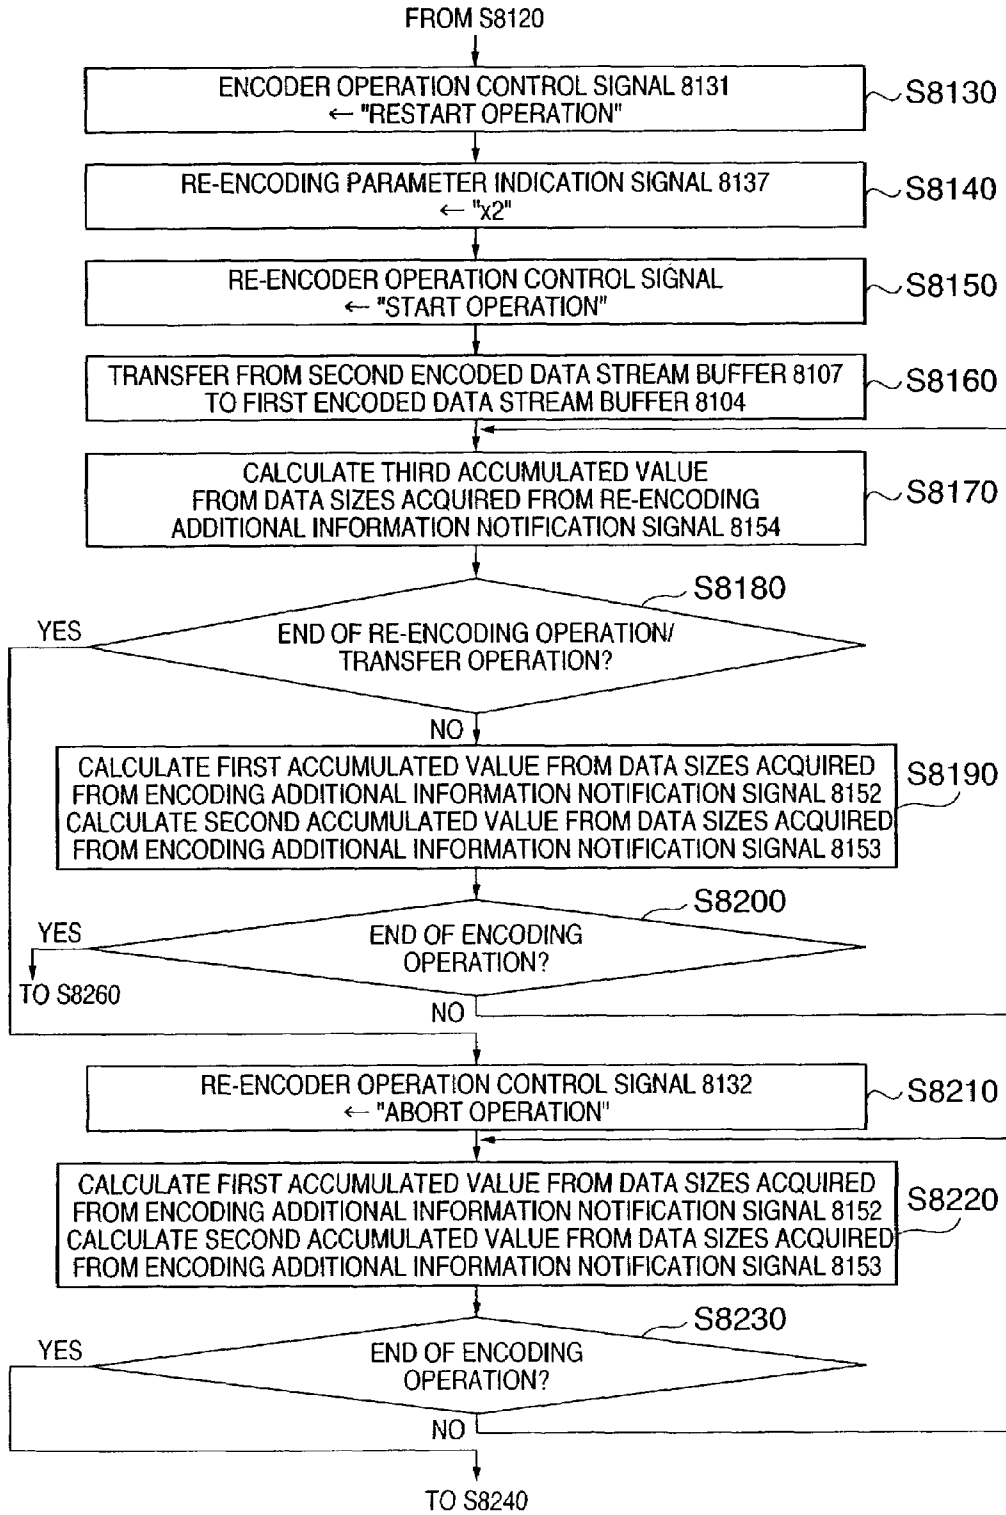 FROM S8120
ENCODER OPERATION CONTROL SIGNAL 8131
← "RESTART OPERATION"
S8130
RE-ENCODING PARAMETER INDICATION SIGNAL 8137
← "x2"
S8140
RE-ENCODER OPERATION CONTROL SIGNAL
← "START OPERATION"
S8150
TRANSFER FROM SECOND ENCODED DATA STREAM BUFFER 8107
TO FIRST ENCODED DATA STREAM BUFFER 8104
S8160
CALCULATE THIRD ACCUMULATED VALUE
FROM DATA SIZES ACQUIRED FROM RE-ENCODING
ADDITIONAL INFORMATION NOTIFICATION SIGNAL 8154
S8170
S8180
YES
END OF RE-ENCODING OPERATION/
TRANSFER OPERATION?
NO
CALCULATE FIRST ACCUMULATED VALUE FROM DATA SIZES ACQUIRED
FROM ENCODING ADDITIONAL INFORMATION NOTIFICATION SIGNAL 8152
CALCULATE SECOND ACCUMULATED VALUE FROM DATA SIZES ACQUIRED
FROM ENCODING ADDITIONAL INFORMATION NOTIFICATION SIGNAL 8153
S8190
S8200
YES
END OF ENCODING
OPERATION?
TO S8260
NO
RE-ENCODER OPERATION CONTROL SIGNAL 8132
← "ABORT OPERATION"
S8210
CALCULATE FIRST ACCUMULATED VALUE FROM DATA SIZES ACQUIRED
FROM ENCODING ADDITIONAL INFORMATION NOTIFICATION SIGNAL 8152
CALCULATE SECOND ACCUMULATED VALUE FROM DATA SIZES ACQUIRED
FROM ENCODING ADDITIONAL INFORMATION NOTIFICATION SIGNAL 8153
S8220
S8230
YES
END OF ENCODING
OPERATION?
NO
TO S8240